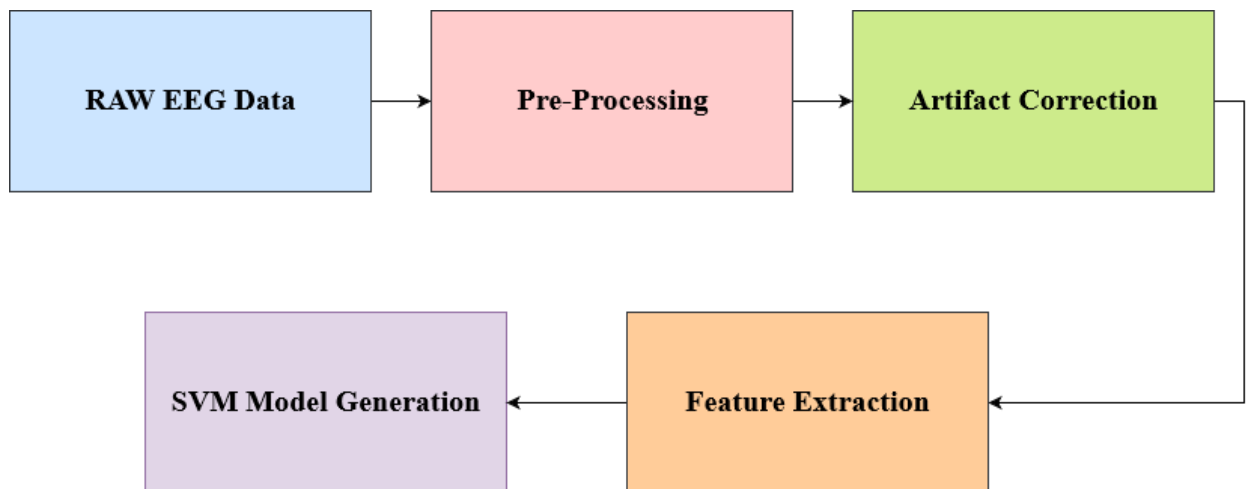 RAW EEG Data
Pre-Processing
Artifact Correction
Feature Extraction
SVM Model Generation